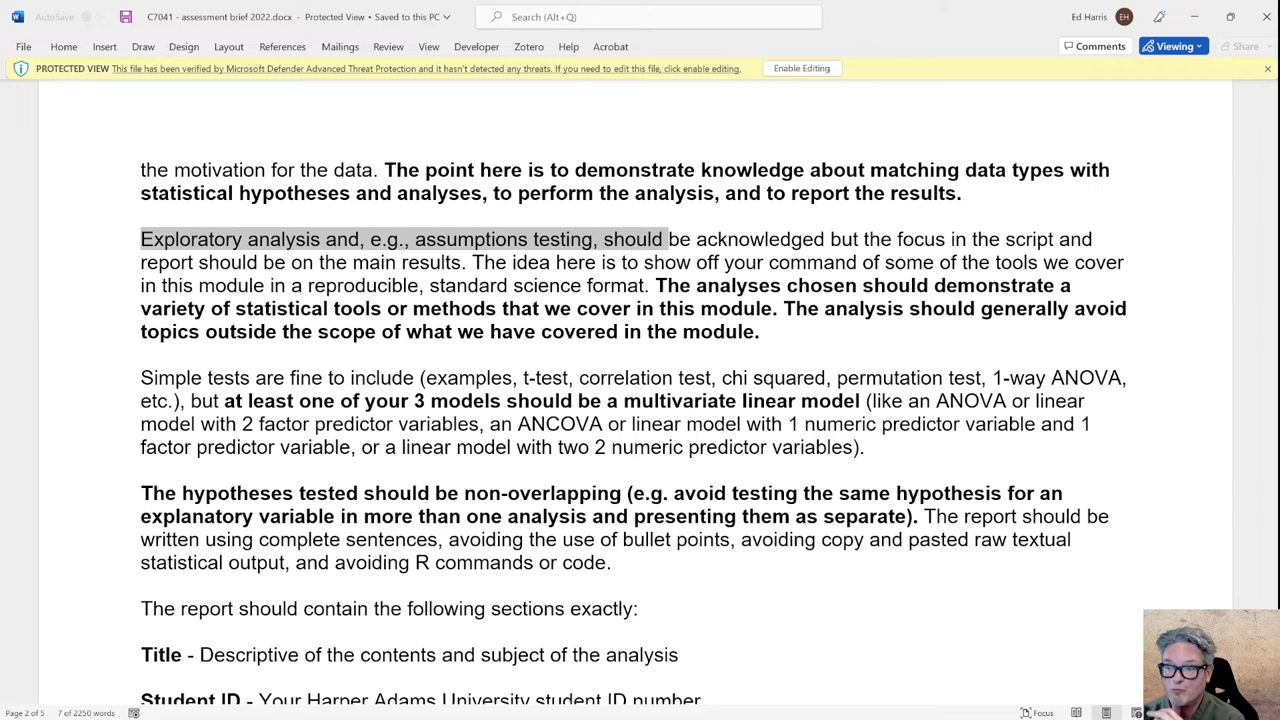 AutoSave
C7041 - assessment brief 2022.docx - Protected View • Saved to this PC
Search (Alt+Q)
Ed Harris
EH
File Home Insert Draw Design Layout References Mailings Review View Developer Zotero Help Acrobat
Comments
Viewing
Share
PROTECTED VIEW This file has been verified by Microsoft Defender Advanced Threat Protection and it hasn't detected any threats. If you need to edit this file, click enable editing.
Enable Editing
the motivation for the data. The point here is to demonstrate knowledge about matching data types with
statistical hypotheses and analyses, to perform the analysis, and to report the results.
Exploratory analysis and, e.g., assumptions testing, should be acknowledged but the focus in the script and
report should be on the main results. The idea here is to show off your command of some of the tools we cover
in this module in a reproducible, standard science format. The analyses chosen should demonstrate a
variety of statistical tools or methods that we cover in this module. The analysis should generally avoid
topics outside the scope of what we have covered in the module.
Simple tests are fine to include (examples, t-test, correlation test, chi squared, permutation test, 1-way ANOVA,
etc.), but at least one of your 3 models should be a multivariate linear model (like an ANOVA or linear
model with 2 factor predictor variables, an ANCOVA or linear model with 1 numeric predictor variable and 1
factor predictor variable, or a linear model with two 2 numeric predictor variables).
The hypotheses tested should be non-overlapping (e.g. avoid testing the same hypothesis for an
explanatory variable in more than one analysis and presenting them as separate). The report should be
written using complete sentences, avoiding the use of bullet points, avoiding copy and pasted raw textual
statistical output, and avoiding R commands or code.
The report should contain the following sections exactly:
Title - Descriptive of the contents and subject of the analysis
Student ID - Your Harper Adams University student ID number
Page 2 of 5
7 of 2250 words
Focus